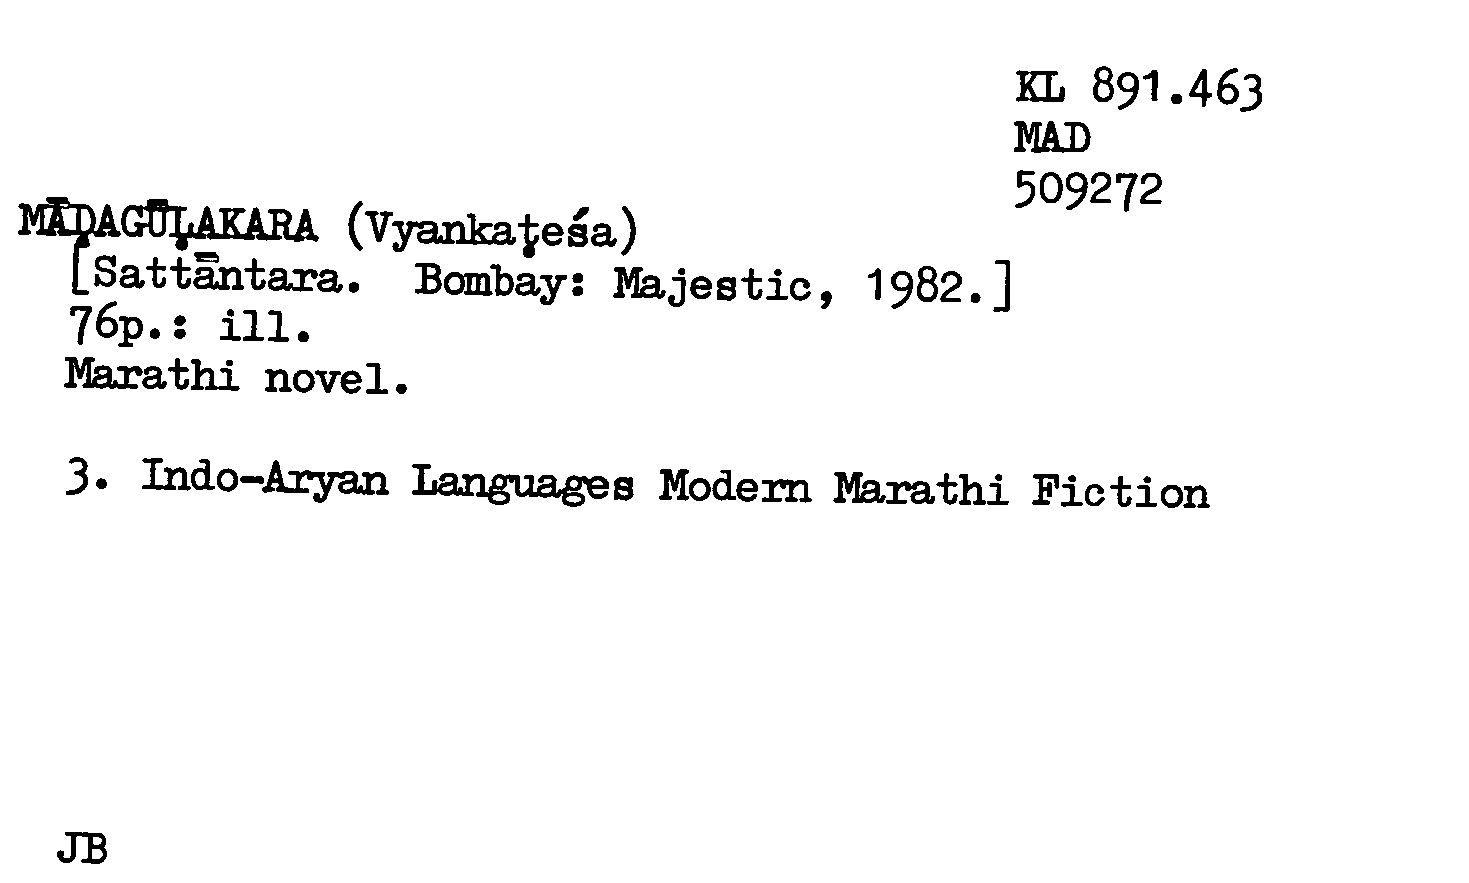 KL 891.463
MAD
509272
MĀḌAGŪḶAKARA (Vyankaṭeśa)
[Sattāntara. Bombay: Majestic, 1982.]
76p.: ill.
Marathi novel.
3. Indo-Aryan Languages Modern Marathi Fiction
JB